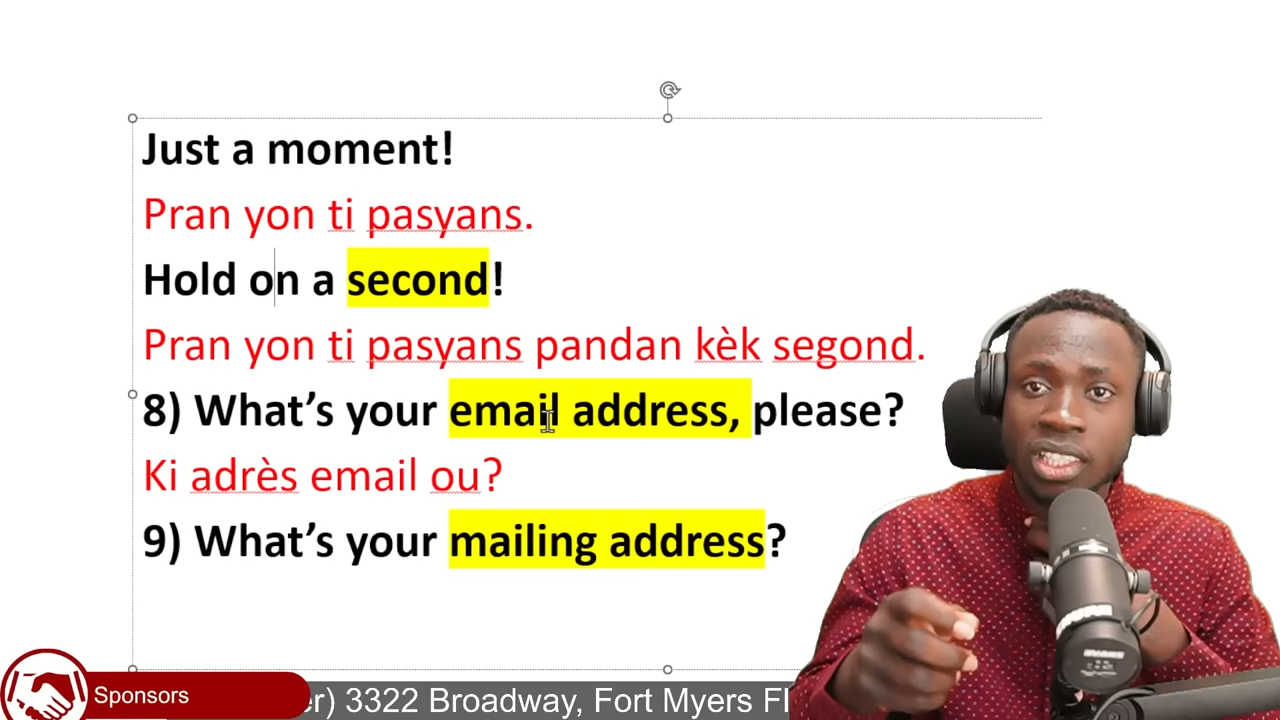 Just a moment!
Pran yon ti pasyans.
Hold on a second!
Pran yon ti pasyans pandan kèk segond.
8) What’s your email address, please?
Ki adrès email ou?
9) What’s your mailing address?
Sponsors
3322 Broadway, Fort Myers